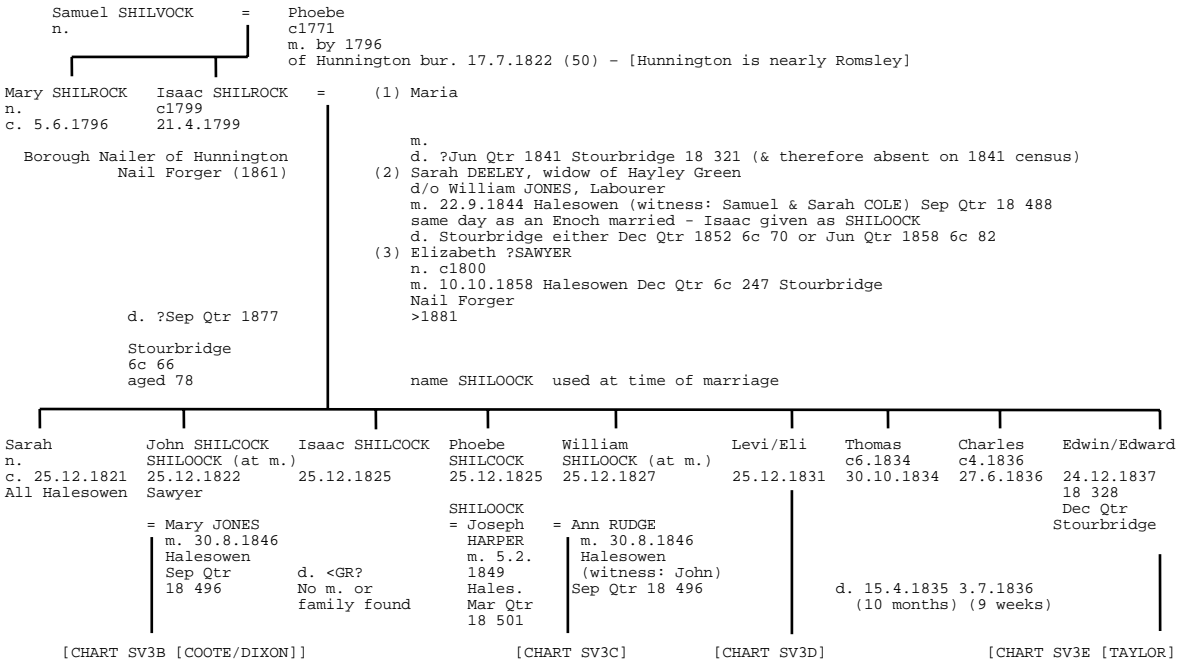 Samuel SHILVOCK = Phoebe
n. c1771
m. by 1796
of Hunnington bur. 17.7.1822 (50) – [Hunnington is nearly Romsley]
Mary SHILROCK Isaac SHILROCK = (1) Maria
n. c1799
c. 5.6.1796 21.4.1799
m.
Borough Nailer of Hunnington d. ?Jun Qtr 1841 Stourbridge 18 321 (& therefore absent on 1841 census)
Nail Forger (1861) (2) Sarah DEELEY, widow of Hayley Green
d/o William JONES, Labourer
m. 22.9.1844 Halesowen (witness: Samuel & Sarah COLE) Sep Qtr 18 488
same day as an Enoch married – Isaac given as SHILOOCK
d. Stourbridge either Dec Qtr 1852 6c 70 or Jun Qtr 1858 6c 82
(3) Elizabeth ?SAWYER
n. c1800
m. 10.10.1858 Halesowen Dec Qtr 6c 247 Stourbridge
Nail Forger
d. ?Sep Qtr 1877 >1881
Stourbridge
6c 66
aged 78 name SHILOOCK used at time of marriage
Sarah John SHILCOCK Isaac SHILCOCK Phoebe William Levi/Eli Thomas Charles Edwin/Edward
n. SHILOOCK (at m.) SHILCOCK SHILOOCK (at m.) c6.1834 c4.1836
c. 25.12.1821 25.12.1822 25.12.1825 25.12.1825 25.12.1827 25.12.1831 30.10.1834 27.6.1836 24.12.1837
All Halesowen Sawyer 18 328
SHILOOCK Dec Qtr
= Mary JONES = Joseph = Ann RUDGE Stourbridge
m. 30.8.1846 HARPER m. 30.8.1846
Halesowen m. 5.2. Halesowen
Sep Qtr d. <GR? 1849 (witness: John)
18 496 No m. or Hales. Sep Qtr 18 496 d. 15.4.1835 3.7.1836
family found Mar Qtr (10 months) (9 weeks)
18 501
[CHART SV3B [COOTE/DIXON]] [CHART SV3C] [CHART SV3D] [CHART SV3E [TAYLOR]